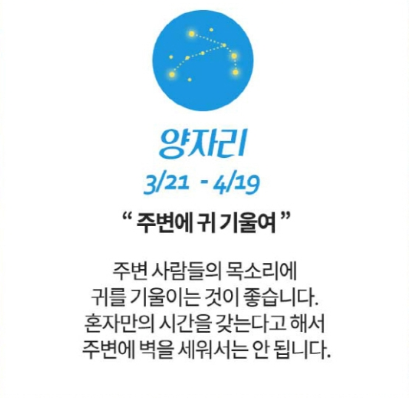 양자리
3/21 - 4/19
“ 주변에 귀 기울여 ”
주변 사람들의 목소리에
귀를 기울이는 것이 좋습니다.
혼자만의 시간을 갖는다고 해서
주변에 벽을 세워서는 안 됩니다.